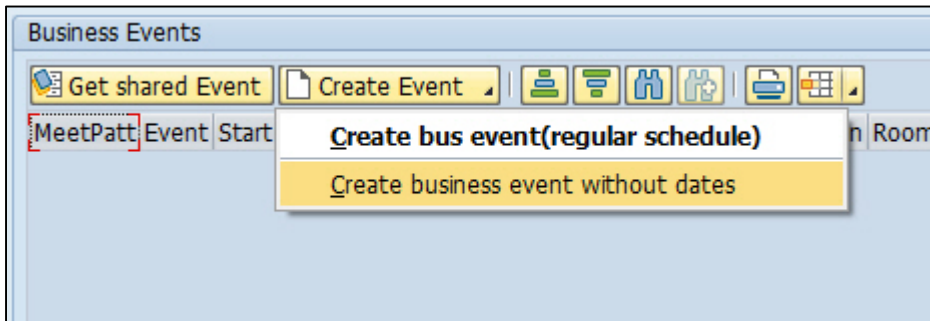 Business Events
Get shared Event Create Event
MeetPatt Event Start n Room
Create bus event(regular schedule)
Create business event without dates